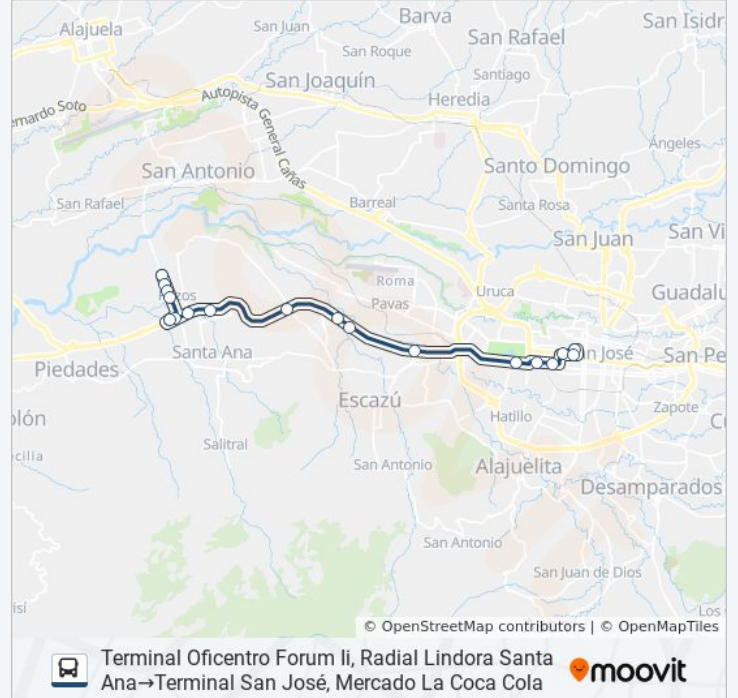 Barva
San Isidr
Alajuela
San Juan
San Rafael
San Roque
Santiago
San Joaquín
Heredia
ernardo Soto
Autopista General Cañas
Ángeles
San Antonio
Santo Domingo
San Rafael
Barreal
Santa Rosa
San Juan
San Vi
Roma
Uruca
Guadalu
Pozos
Pavas
Santa Ana
San José
San Pe
Piedades
Escazú
Zapote
Hatillo
olón
Salitral
ecilia
San Antonio
Alajuelita
Desamparados
San Antonio
San Juan de Dios
isí
Los
© OpenStreetMap contributors | © OpenMapTiles
Terminal Oficentro Forum Ii, Radial Lindora Santa
Ana→Terminal San José, Mercado La Coca Cola
moovit